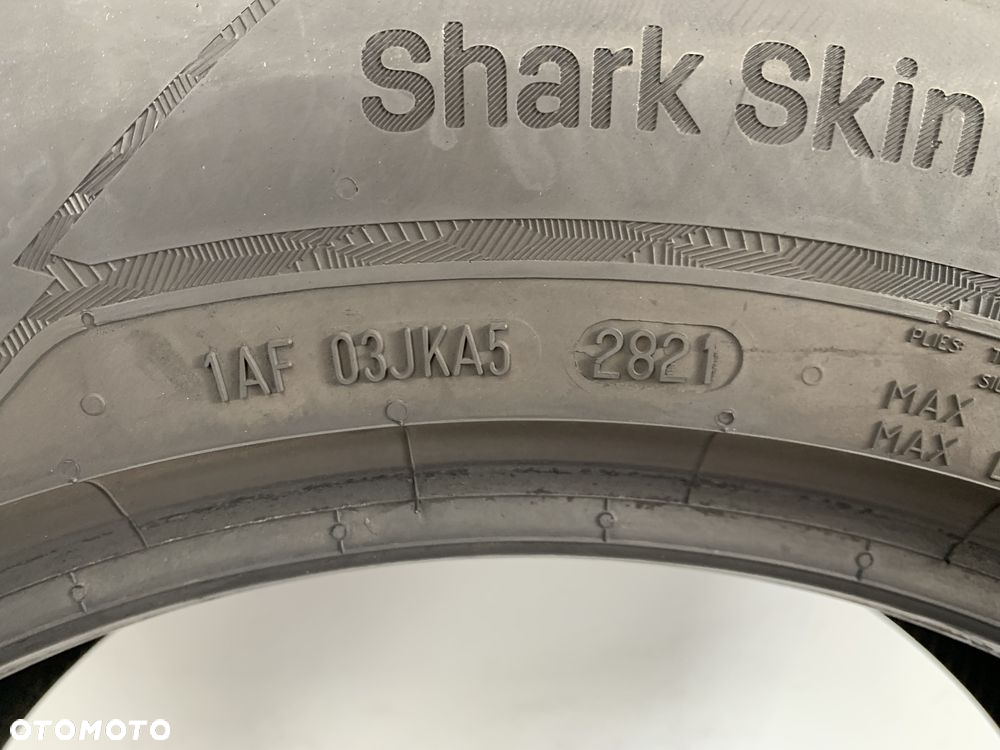 Shark Skin
1AF 03JKA5 2821
PLIES:
MAX
MAX
OTOMOTO